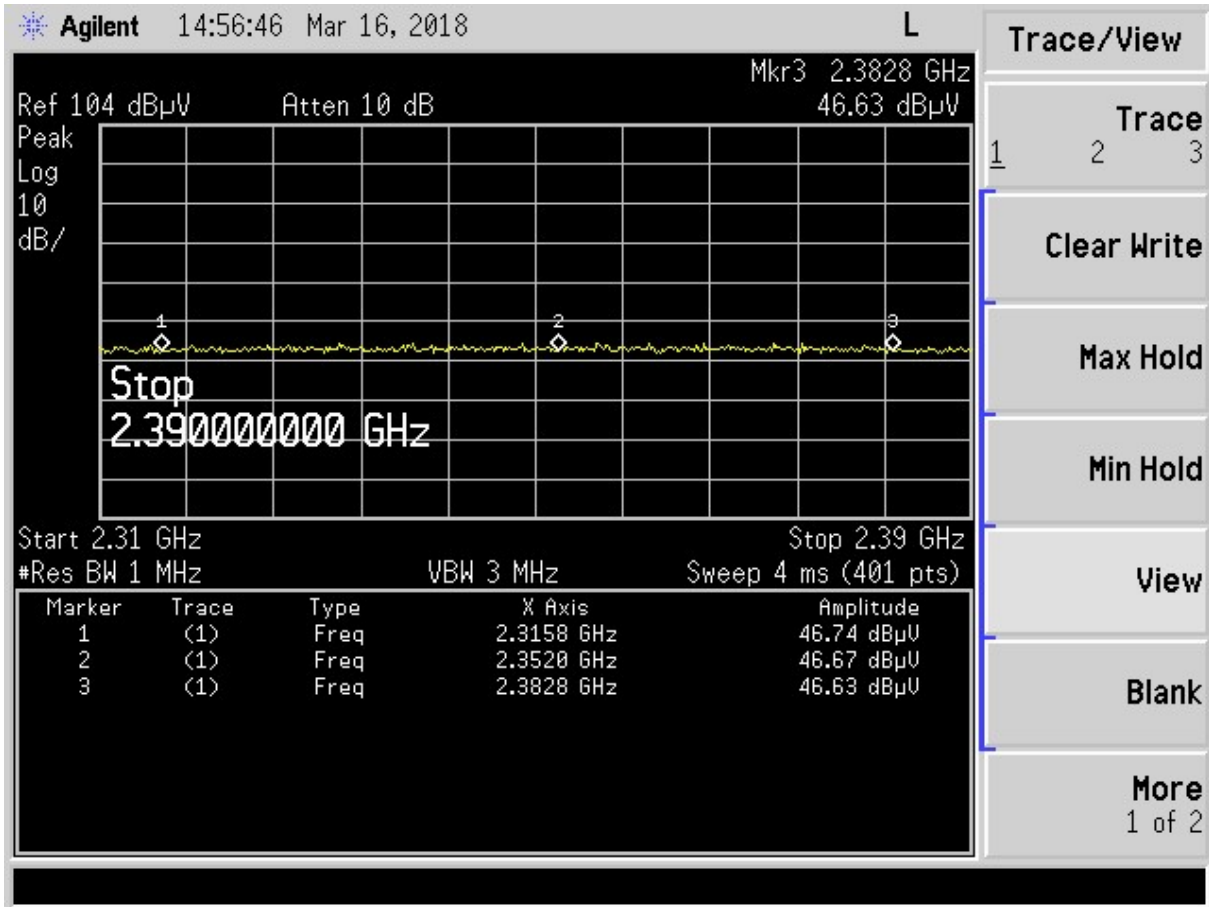 Agilent 14:56:46 Mar 16, 2018 L
Mkr3 2.3828 GHz
Ref 104 dBµV Atten 10 dB 46.63 dBµV
Peak
Log
10
dB/
1 2 3
Stop
2.390000000 GHz
Start 2.31 GHz Stop 2.39 GHz
#Res BW 1 MHz VBW 3 MHz Sweep 4 ms (401 pts)
Marker Trace Type X Axis Amplitude
1 (1) Freq 2.3158 GHz 46.74 dBµV
2 (1) Freq 2.3520 GHz 46.67 dBµV
3 (1) Freq 2.3828 GHz 46.63 dBµV
Trace/View
Trace
1 2 3
Clear Write
Max Hold
Min Hold
View
Blank
More
1 of 2